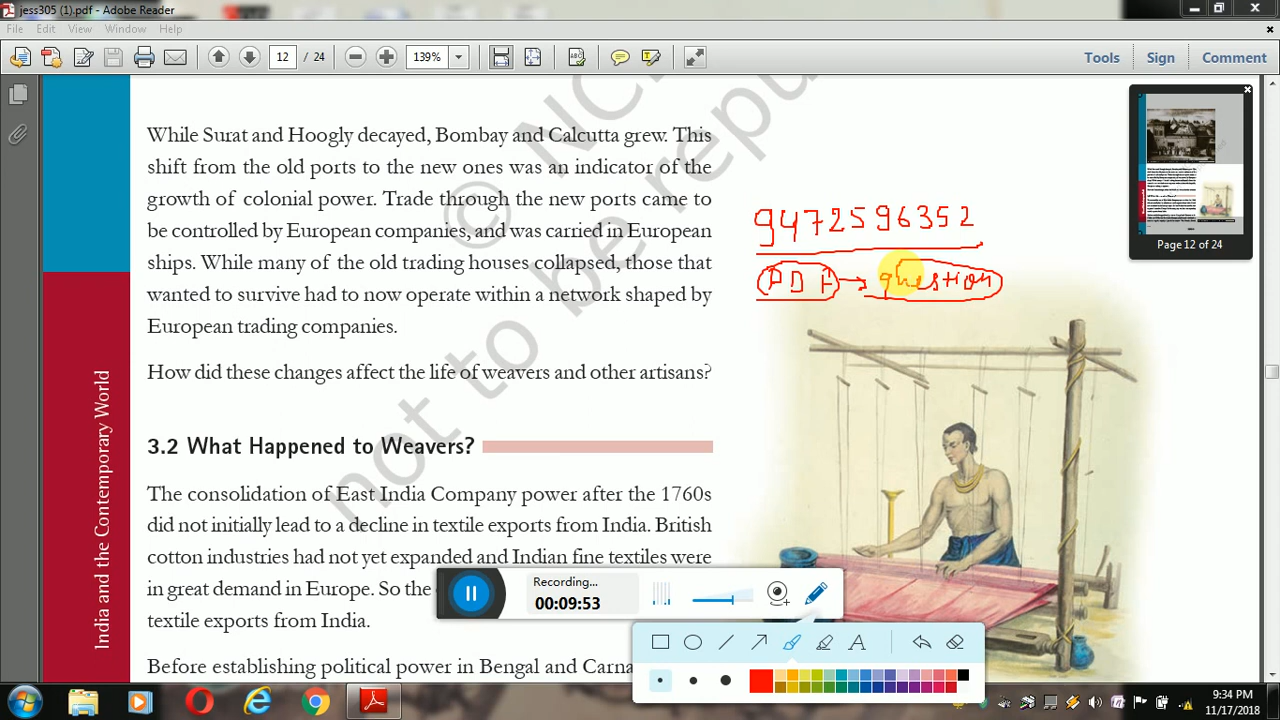 jess305 (1).pdf - Adobe Reader
File Edit View Window Help
12 / 24 139% Tools Sign Comment
While Surat and Hoogly decayed, Bombay and Calcutta grew. This
shift from the old ports to the new ones was an indicator of the
growth of colonial power. Trade through the new ports came to
be controlled by European companies, and was carried in European
ships. While many of the old trading houses collapsed, those that
wanted to survive had to now operate within a network shaped by
European trading companies.
How did these changes affect the life of weavers and other artisans?
3.2 What Happened to Weavers?
The consolidation of East India Company power after the 1760s
did not initially lead to a decline in textile exports from India. British
cotton industries had not yet expanded and Indian fine textiles were
in great demand in Europe. So the
textile exports from India.
Before establishing political power in Bengal and Carna
India and the Contemporary World
not to be repu
NC
9472596352
PDF → question
Page 12 of 24
Recording...
00:09:53
A
9:34 PM
11/17/2018